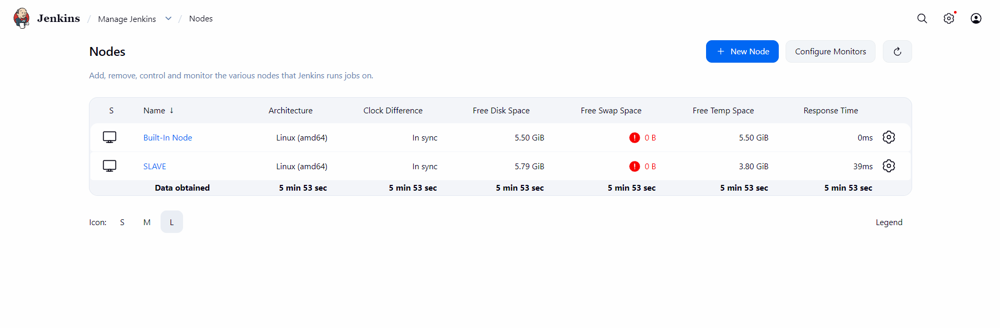 Jenkins / Manage Jenkins / Nodes
Nodes
+ New Node
Configure Monitors
Add, remove, control and monitor the various nodes that Jenkins runs jobs on.
S Name ↓ Architecture Clock Difference Free Disk Space Free Swap Space Free Temp Space Response Time
Built-In Node Linux (amd64) In sync 5.50 GiB ! 0 B 5.50 GiB 0ms
SLAVE Linux (amd64) In sync 5.79 GiB ! 0 B 3.80 GiB 39ms
Data obtained 5 min 53 sec 5 min 53 sec 5 min 53 sec 5 min 53 sec 5 min 53 sec 5 min 53 sec
Icon: S M L Legend